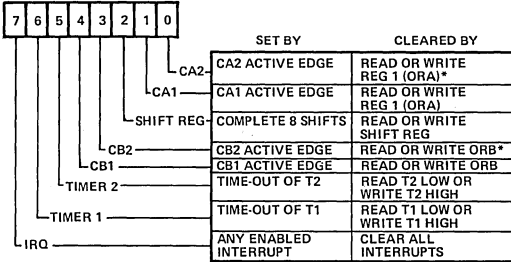 7 6 5 4 3 2 1 0
SET BY CLEARED BY
CA2 CA2 ACTIVE EDGE READ OR WRITE
REG 1 (ORA)*
CA1 CA1 ACTIVE EDGE READ OR WRITE
REG 1 (ORA)
SHIFT REG COMPLETE 8 SHIFTS READ OR WRITE
SHIFT REG
CB2 CB2 ACTIVE EDGE READ OR WRITE ORB*
CB1 CB1 ACTIVE EDGE READ OR WRITE ORB
TIMER 2 TIME-OUT OF T2 READ T2 LOW OR
WRITE T2 HIGH
TIMER 1 TIME-OUT OF T1 READ T1 LOW OR
WRITE T1 HIGH
IRQ ANY ENABLED CLEAR ALL
INTERRUPT INTERRUPTS